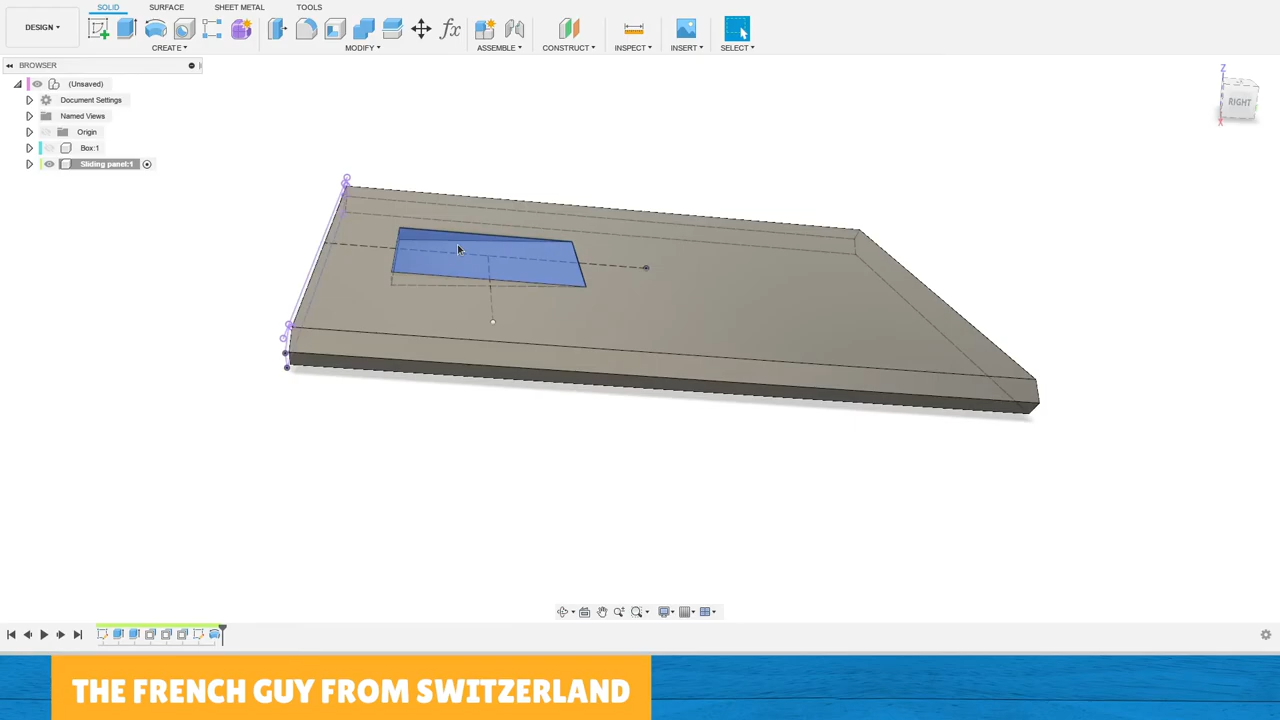 SOLID SURFACE SHEET METAL TOOLS
DESIGN
CREATE MODIFY ASSEMBLE CONSTRUCT INSPECT INSERT SELECT
BROWSER
(Unsaved)
Document Settings
Named Views
Origin
Box:1
Sliding panel:1
Z
RIGHT
X
THE FRENCH GUY FROM SWITZERLAND